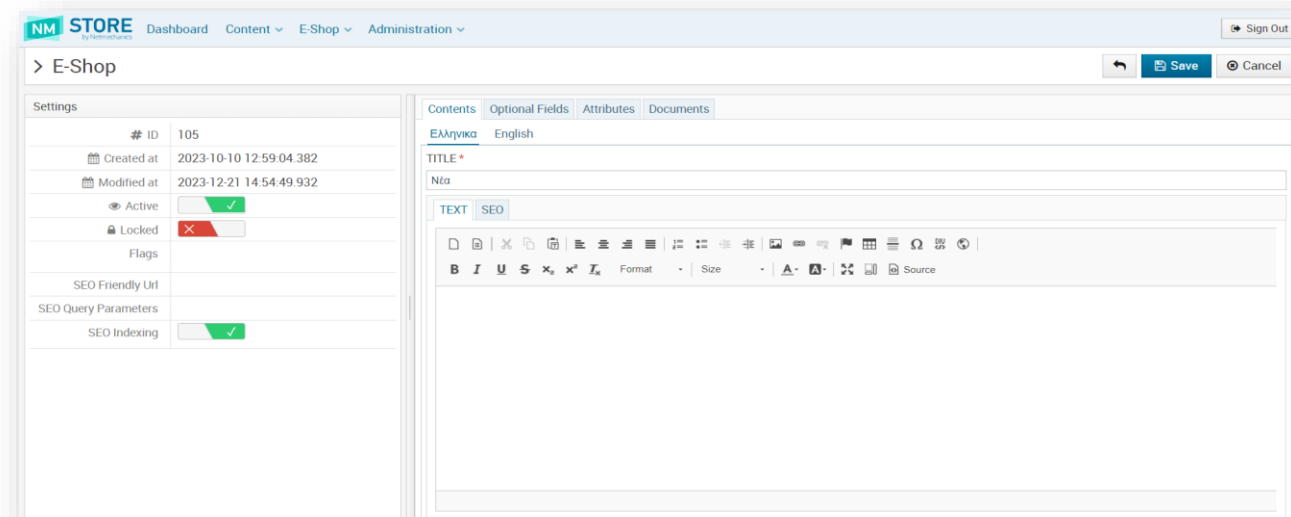 NM STORE Dashboard Content E-Shop Administration Sign Out
by Netmechanics
> E-Shop Save Cancel
Settings
# ID 105
Created at 2023-10-10 12:59:04.382
Modified at 2023-12-21 14:54:49.932
Active
Locked
Flags
SEO Friendly Url
SEO Query Parameters
SEO Indexing
Contents Optional Fields Attributes Documents
Ελληνικα English
TITLE *
Νέα
TEXT SEO
B I U S x₂ x² Tx Format Size A A Source